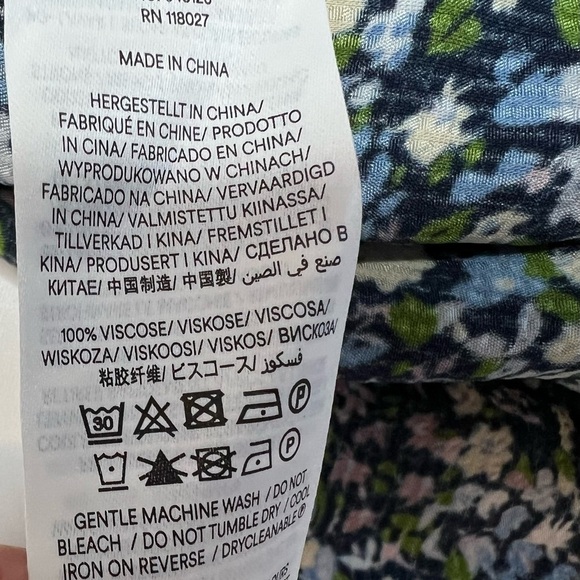 RN 118027
MADE IN CHINA
HERGESTELLT IN CHINA/
FABRIQUÉ EN CHINE/ PRODOTTO
IN CINA/ FABRICADO EN CHINA/
WYPRODUKOWANO W CHINACH/
FABRICADO NA CHINA/ VERVAARDIGD
IN CHINA/ VALMISTETTU KIINASSA/
TILLVERKAD I KINA/ FREMSTILLET I
KINA/ PRODUSERT I KINA/ СДЕЛАНО В
КИТАЕ/ 中国制造/ 中国製/ صنع في الصين
100% VISCOSE/ VISKOSE/ VISCOSA/
WISKOZA/ VISKOOSI/ VISKOS/ ВИСКОЗА/
粘胶纤维/ ビスコース/ فسكوز
30 P
P
GENTLE MACHINE WASH / DO NOT
BLEACH / DO NOT TUMBLE DRY / COOL
IRON ON REVERSE / DRYCLEANABLE Ⓟ